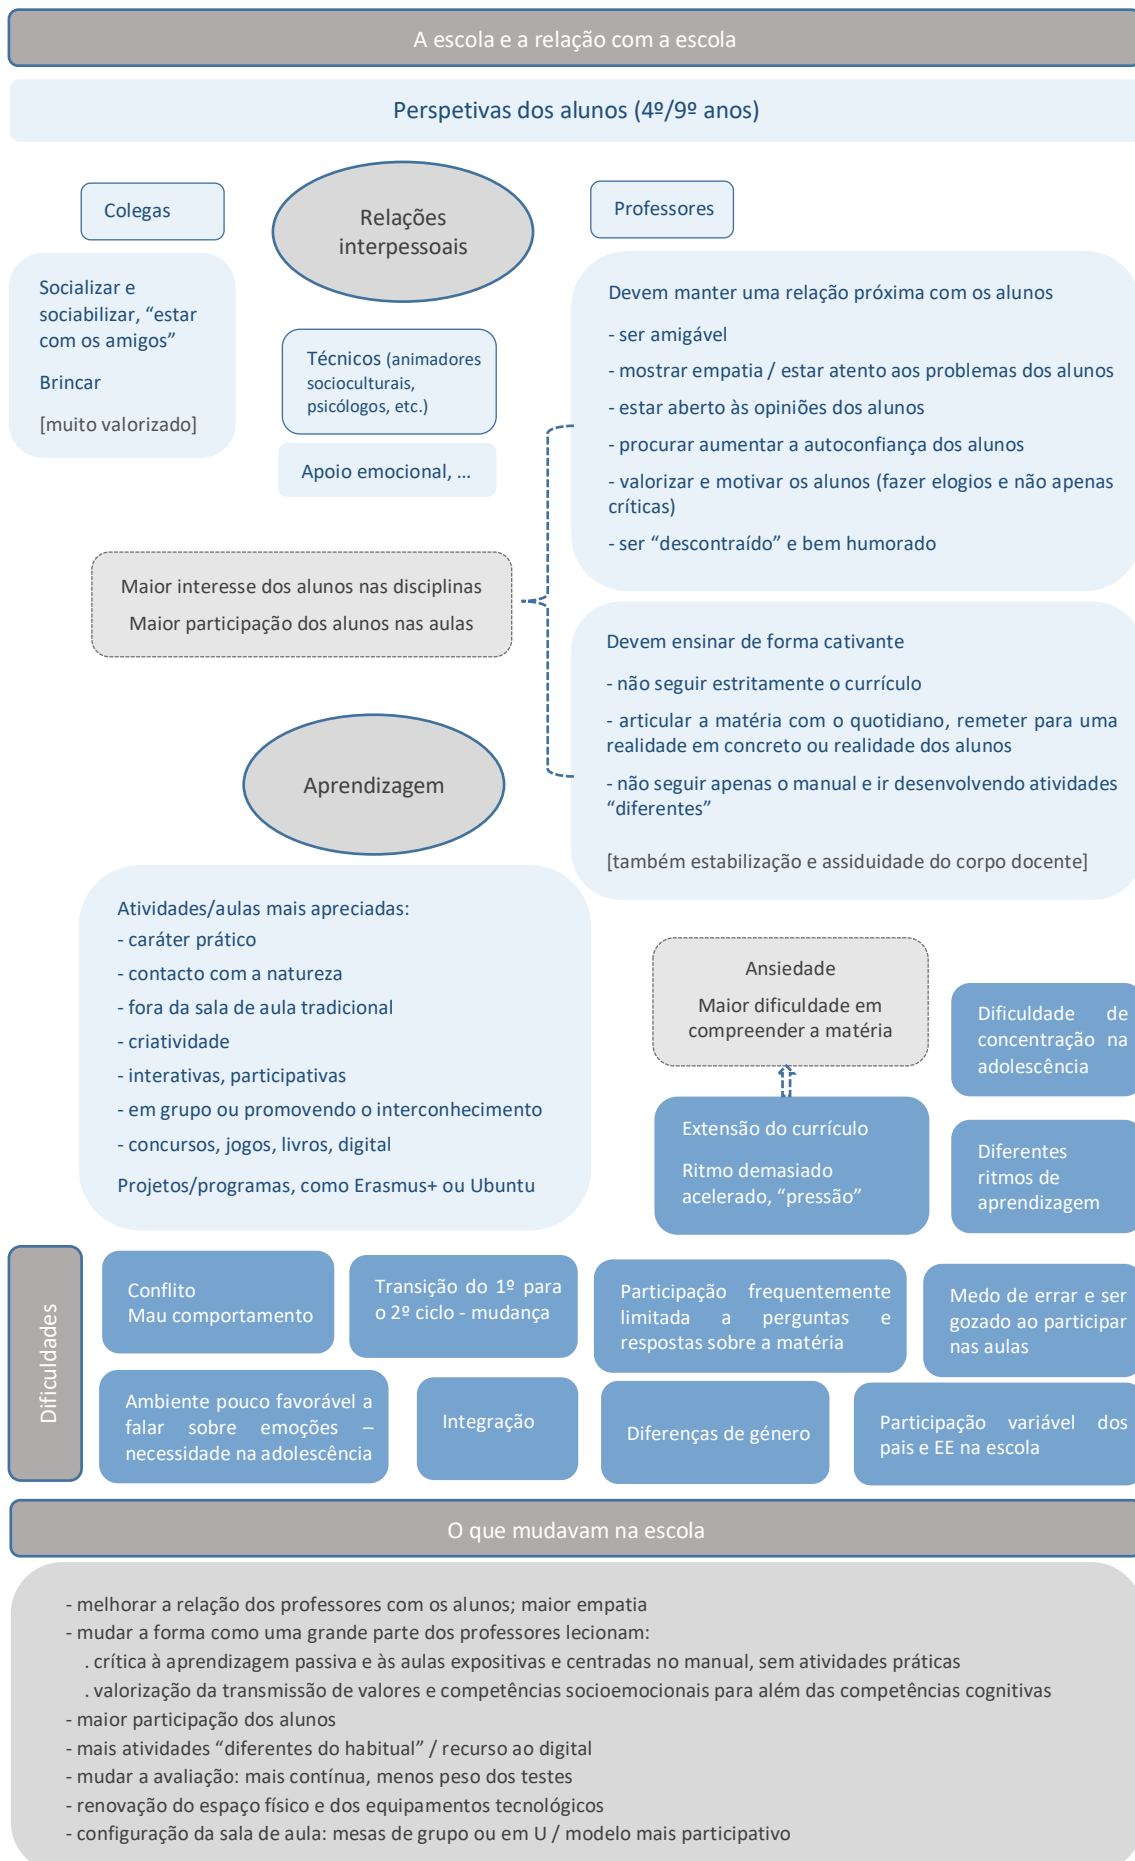 A escola e a relação com a escola
Perspetivas dos alunos (4º/9º anos)
Colegas
Relações
interpessoais
Professores
Socializar e
sociabilizar, “estar
com os amigos”
Brincar
[muito valorizado]
Técnicos (animadores
socioculturais,
psicólogos, etc.)
Apoio emocional, ...
Devem manter uma relação próxima com os alunos
- ser amigável
- mostrar empatia / estar atento aos problemas dos alunos
- estar aberto às opiniões dos alunos
- procurar aumentar a autoconfiança dos alunos
- valorizar e motivar os alunos (fazer elogios e não apenas
críticas)
- ser “descontraído” e bem humorado
Maior interesse dos alunos nas disciplinas
Maior participação dos alunos nas aulas
Devem ensinar de forma cativante
- não seguir estritamente o currículo
- articular a matéria com o quotidiano, remeter para uma
realidade em concreto ou realidade dos alunos
- não seguir apenas o manual e ir desenvolvendo atividades
“diferentes”
[também estabilização e assiduidade do corpo docente]
Aprendizagem
Atividades/aulas mais apreciadas:
- caráter prático
- contacto com a natureza
- fora da sala de aula tradicional
- criatividade
- interativas, participativas
- em grupo ou promovendo o interconhecimento
- concursos, jogos, livros, digital
Projetos/programas, como Erasmus+ ou Ubuntu
Ansiedade
Maior dificuldade em
compreender a matéria
Dificuldade de
concentração na
adolescência
Extensão do currículo
Ritmo demasiado
acelerado, “pressão”
Diferentes
ritmos de
aprendizagem
Dificuldades
Conflito
Mau comportamento
Transição do 1º para
o 2º ciclo - mudança
Participação frequentemente
limitada a perguntas e
respostas sobre a matéria
Medo de errar e ser
gozado ao participar
nas aulas
Ambiente pouco favorável a
falar sobre emoções –
necessidade na adolescência
Integração
Diferenças de género
Participação variável dos
pais e EE na escola
O que mudavam na escola
- melhorar a relação dos professores com os alunos; maior empatia
- mudar a forma como uma grande parte dos professores lecionam:
. crítica à aprendizagem passiva e às aulas expositivas e centradas no manual, sem atividades práticas
. valorização da transmissão de valores e competências socioemocionais para além das competências cognitivas
- maior participação dos alunos
- mais atividades “diferentes do habitual” / recurso ao digital
- mudar a avaliação: mais contínua, menos peso dos testes
- renovação do espaço físico e dos equipamentos tecnológicos
- configuração da sala de aula: mesas de grupo ou em U / modelo mais participativo